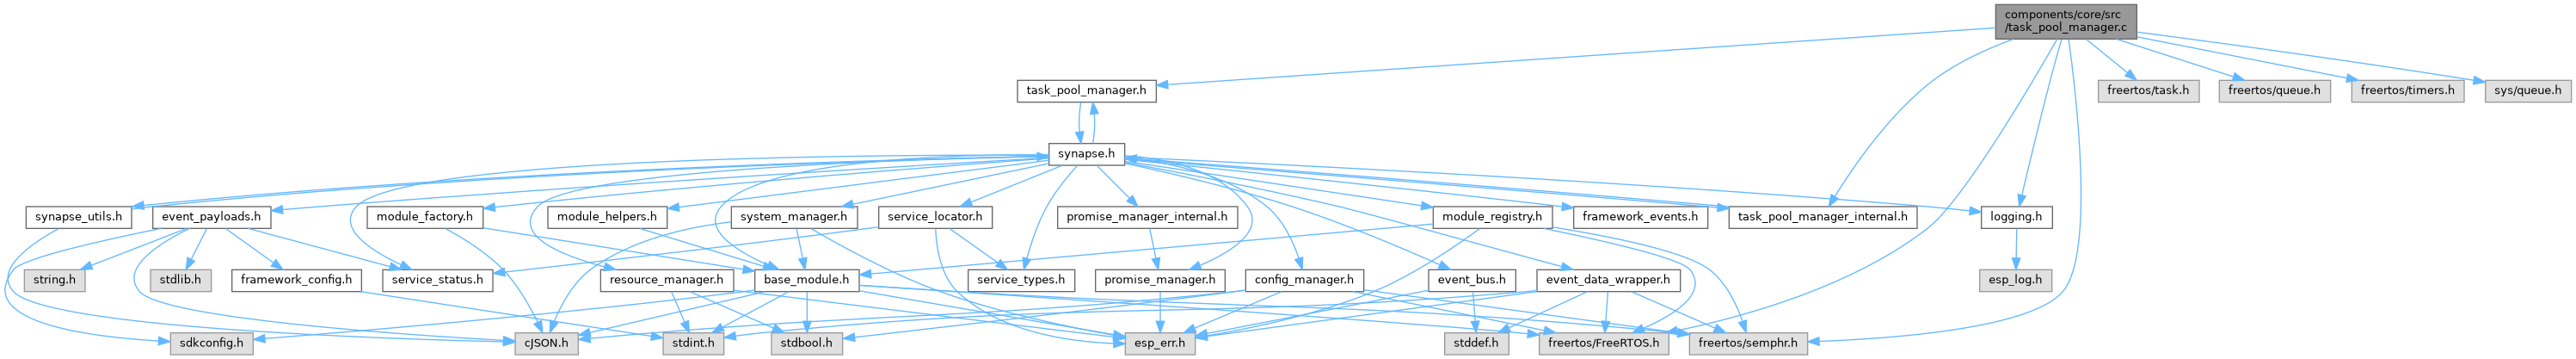 components/core/src
/task_pool_manager.c
task_pool_manager.h
freertos/task.h
freertos/queue.h
freertos/timers.h
sys/queue.h
synapse.h
synapse_utils.h
event_payloads.h
module_factory.h
module_helpers.h
system_manager.h
service_locator.h
promise_manager_internal.h
module_registry.h
framework_events.h
task_pool_manager_internal.h
logging.h
string.h
stdlib.h
framework_config.h
service_status.h
resource_manager.h
base_module.h
service_types.h
promise_manager.h
config_manager.h
event_bus.h
event_data_wrapper.h
esp_log.h
sdkconfig.h
cJSON.h
stdint.h
stdbool.h
esp_err.h
stddef.h
freertos/FreeRTOS.h
freertos/semphr.h